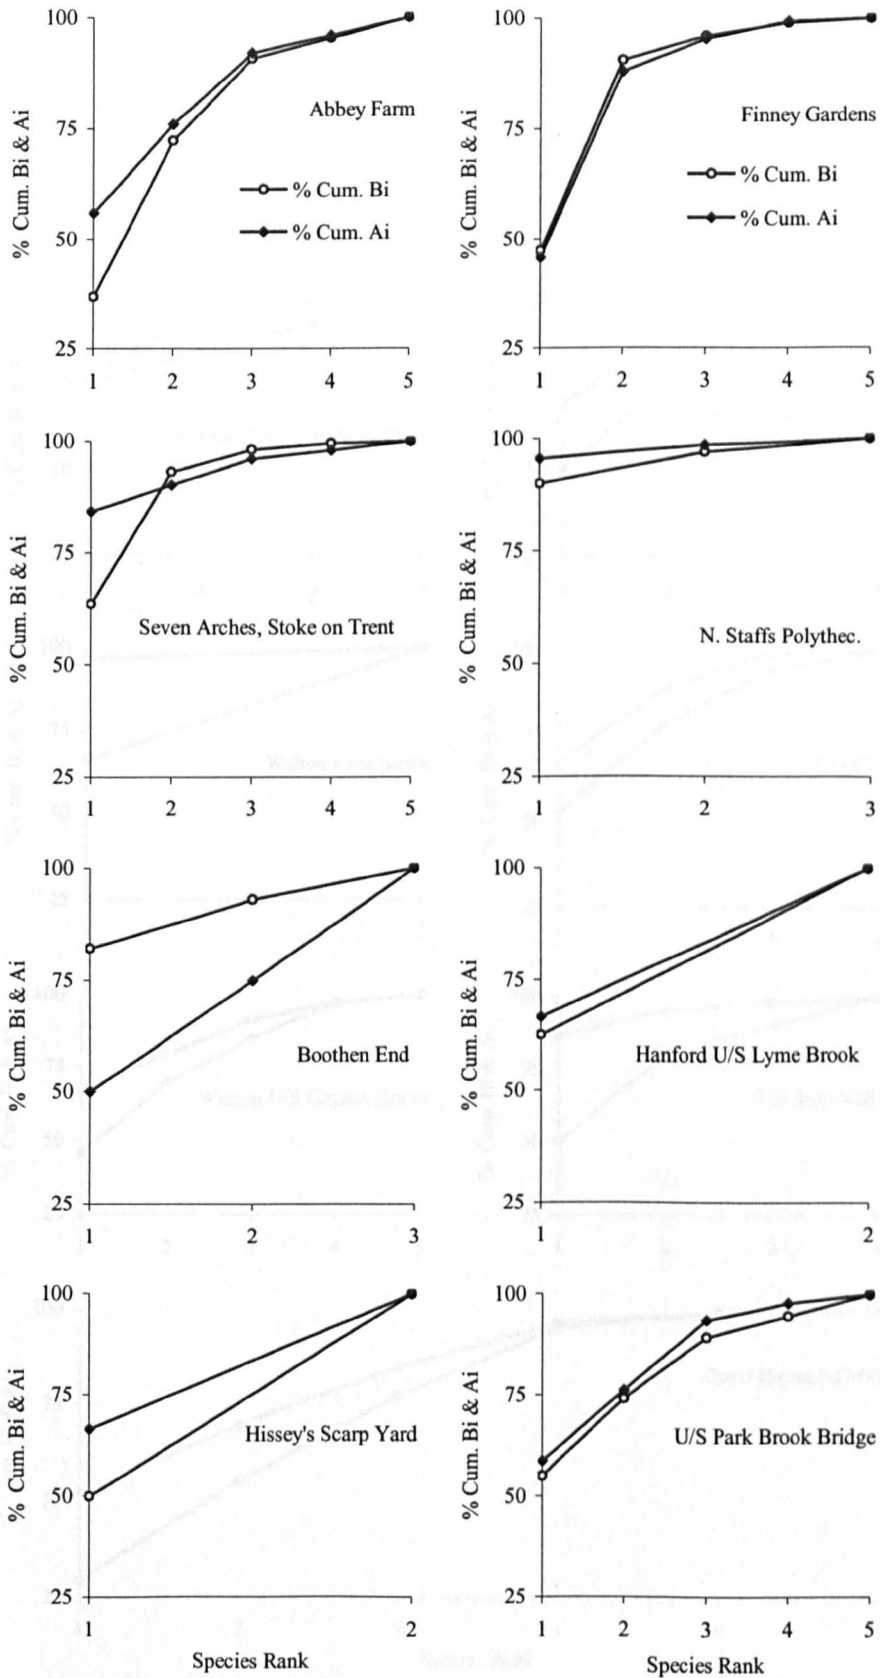 100
75
50
25
% Cum. Bi & Ai
Abbey Farm
% Cum. Bi
% Cum. Ai
1 2 3 4 5
100
75
50
25
% Cum. Bi & Ai
Finney Gardens
% Cum. Bi
% Cum. Ai
1 2 3 4 5
100
75
50
25
% Cum. Bi & Ai
Seven Arches, Stoke on Trent
1 2 3 4 5
100
75
50
25
% Cum. Bi & Ai
N. Staffs Polythec.
1 2 3
100
75
50
25
% Cum. Bi & Ai
Boothen End
1 2 3
100
75
50
25
% Cum. Bi & Ai
Hanford U/S Lyme Brook
1 2
100
75
50
25
% Cum. Bi & Ai
Hissey's Scarp Yard
1 2
Species Rank
100
75
50
25
% Cum. Bi & Ai
U/S Park Brook Bridge
1 2 3 4 5
Species Rank